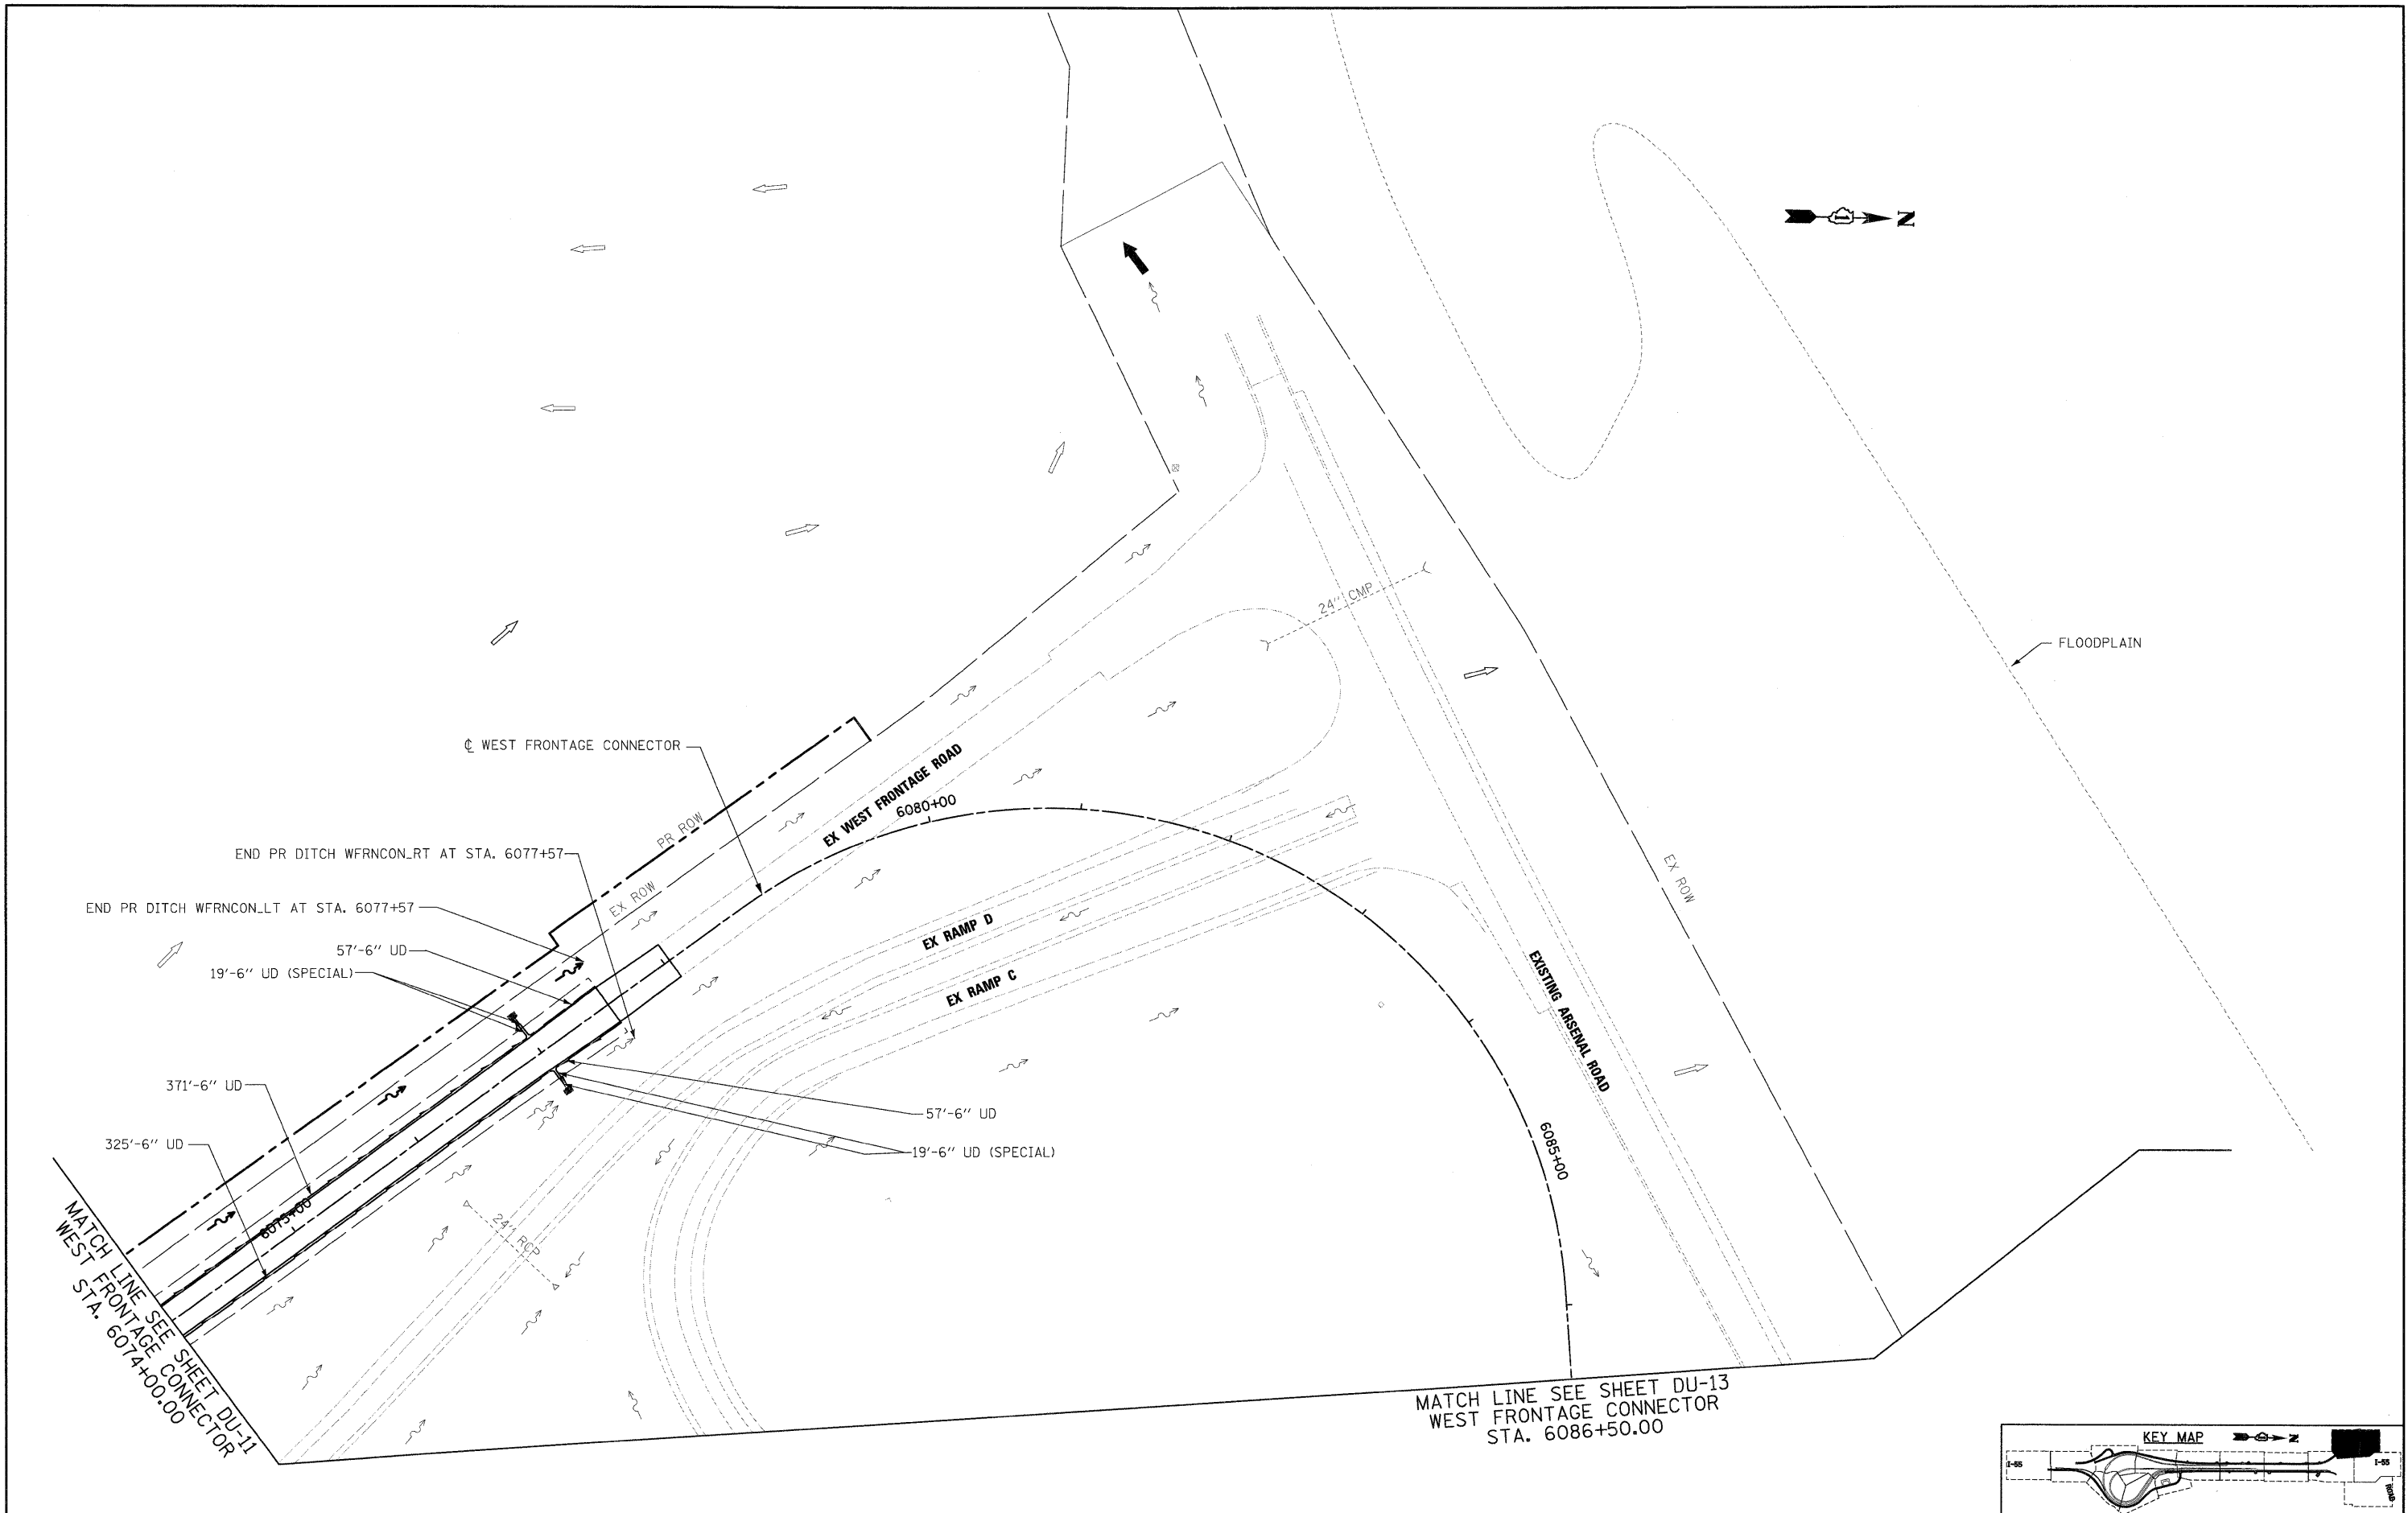 N
FLOODPLAIN
24'' CMP
℄ WEST FRONTAGE CONNECTOR
EX WEST FRONTAGE ROAD
6080+00
PR ROW
EX ROW
EX ROW
END PR DITCH WFRNCON_RT AT STA. 6077+57
END PR DITCH WFRNCON_LT AT STA. 6077+57
57'-6'' UD
19'-6'' UD (SPECIAL)
EX RAMP D
EX RAMP C
EXISTING ARSENAL ROAD
371'-6'' UD
325'-6'' UD
57'-6'' UD
19'-6'' UD (SPECIAL)
6085+00
6075+00
24'' RCP
MATCH LINE SEE SHEET DU-11
WEST FRONTAGE CONNECTOR
STA. 6074+00.00
MATCH LINE SEE SHEET DU-13
WEST FRONTAGE CONNECTOR
STA. 6086+50.00
KEY MAP
N
I-55
I-55
ROAD